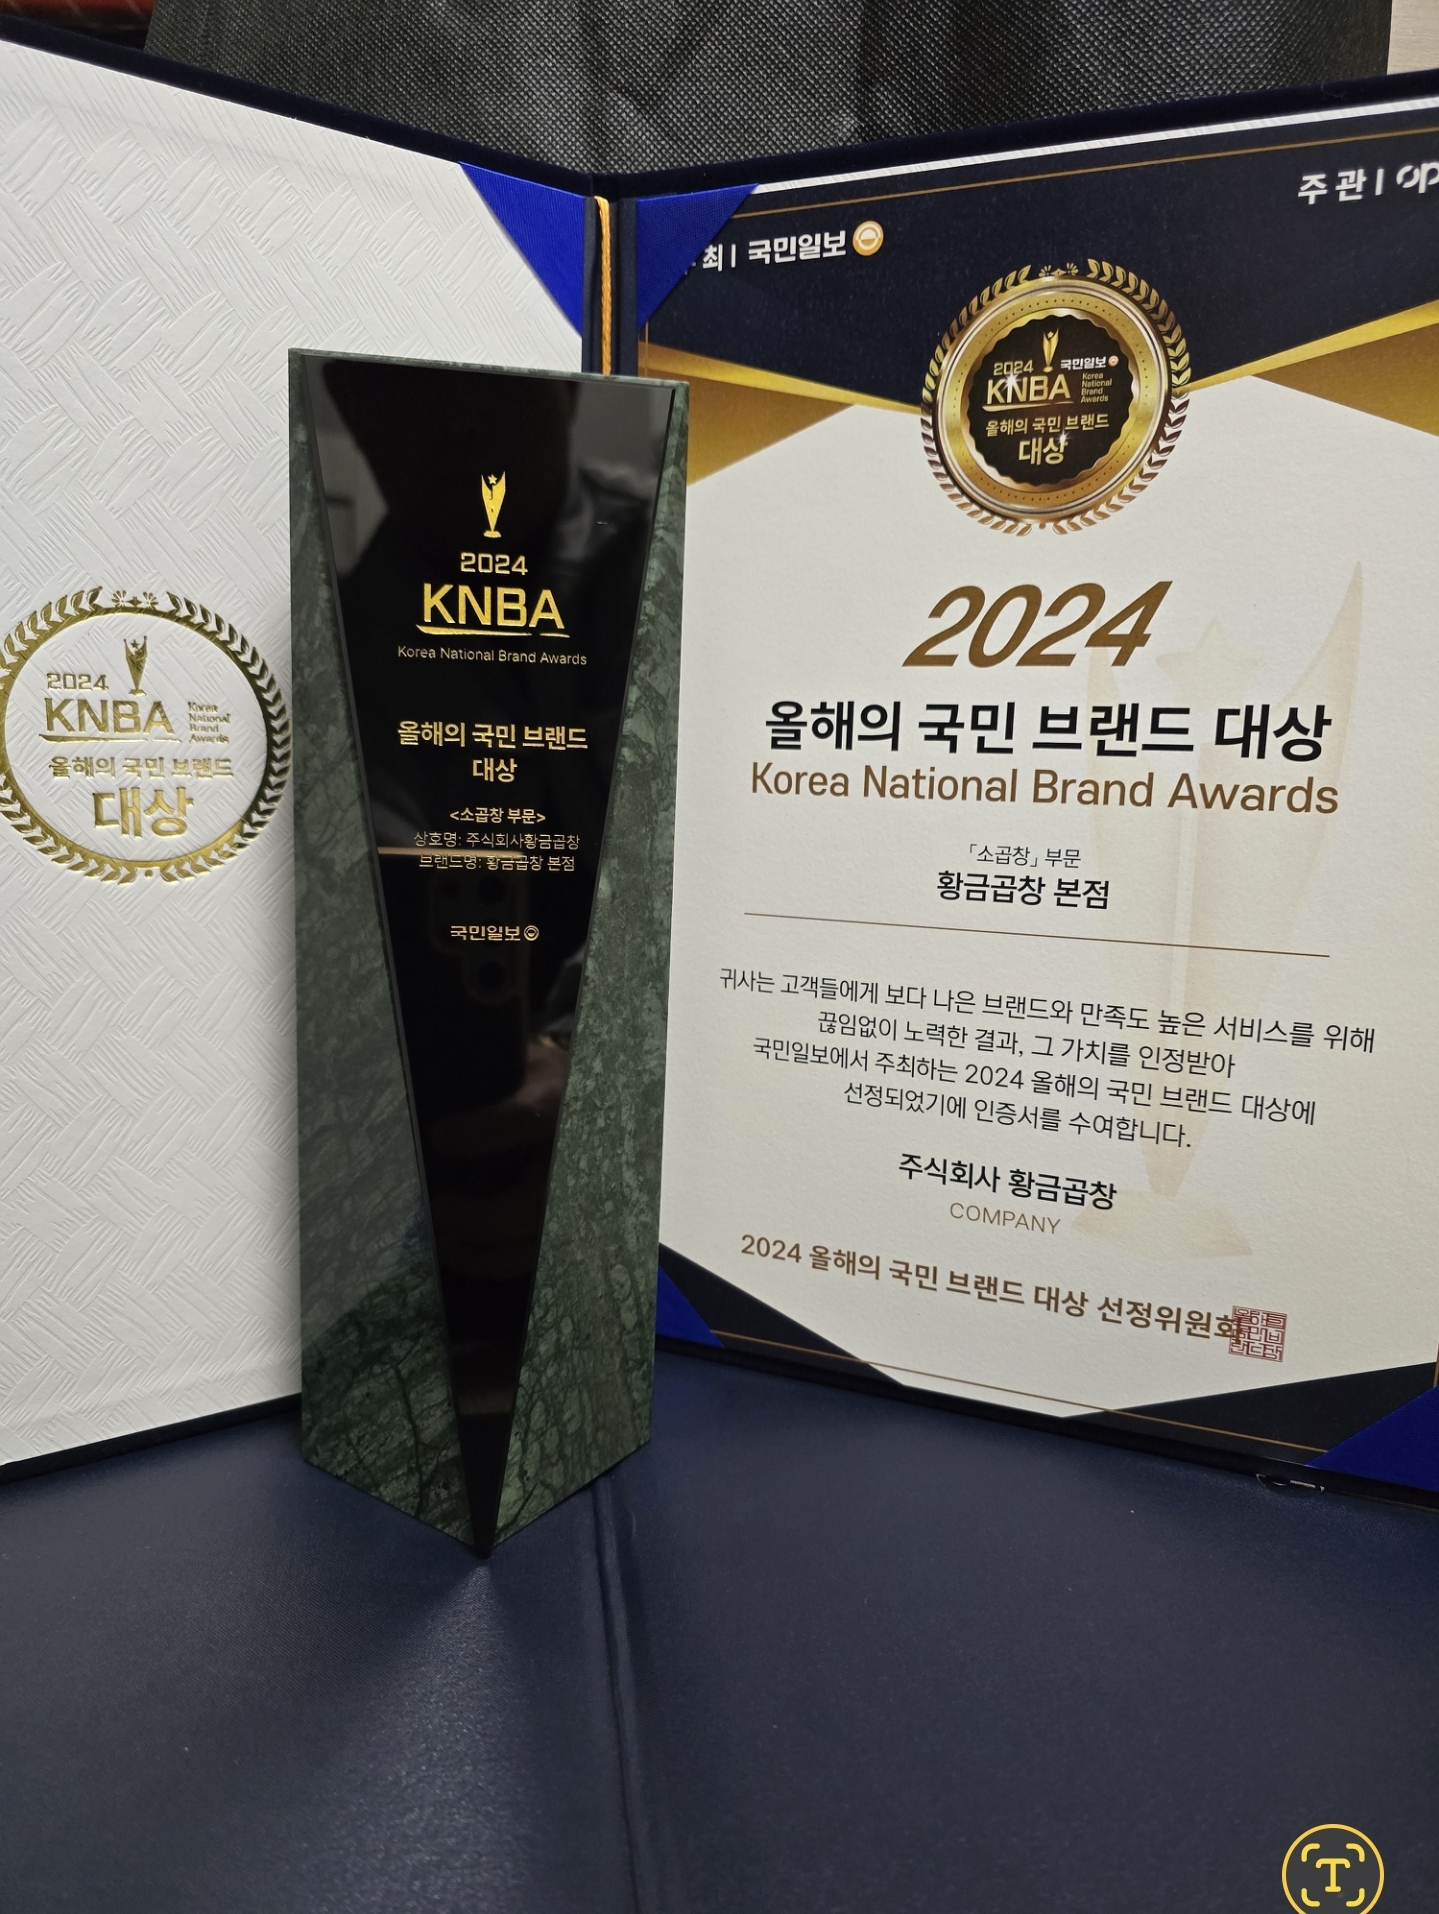 2024
KNBA
Korea
National
Brand
Awards
올해의 국민 브랜드
대상
2024
KNBA
Korea National Brand Awards
올해의 국민 브랜드
대상
<소곱창 부문>
상호명: 주식회사황금곱창
브랜드명: 황금곱창 본점
국민일보
최 | 국민일보
주관 | op
2024
국민일보
KNBA
Korea
National
Brand
Awards
올해의 국민 브랜드
대상
2024
올해의 국민 브랜드 대상
Korea National Brand Awards
「소곱창」 부문
황금곱창 본점
귀사는 고객들에게 보다 나은 브랜드와 만족도 높은 서비스를 위해
끊임없이 노력한 결과, 그 가치를 인정받아
국민일보에서 주최하는 2024 올해의 국민 브랜드 대상에
선정되었기에 인증서를 수여합니다.
주식회사 황금곱창
COMPANY
2024 올해의 국민 브랜드 대상 선정위원회